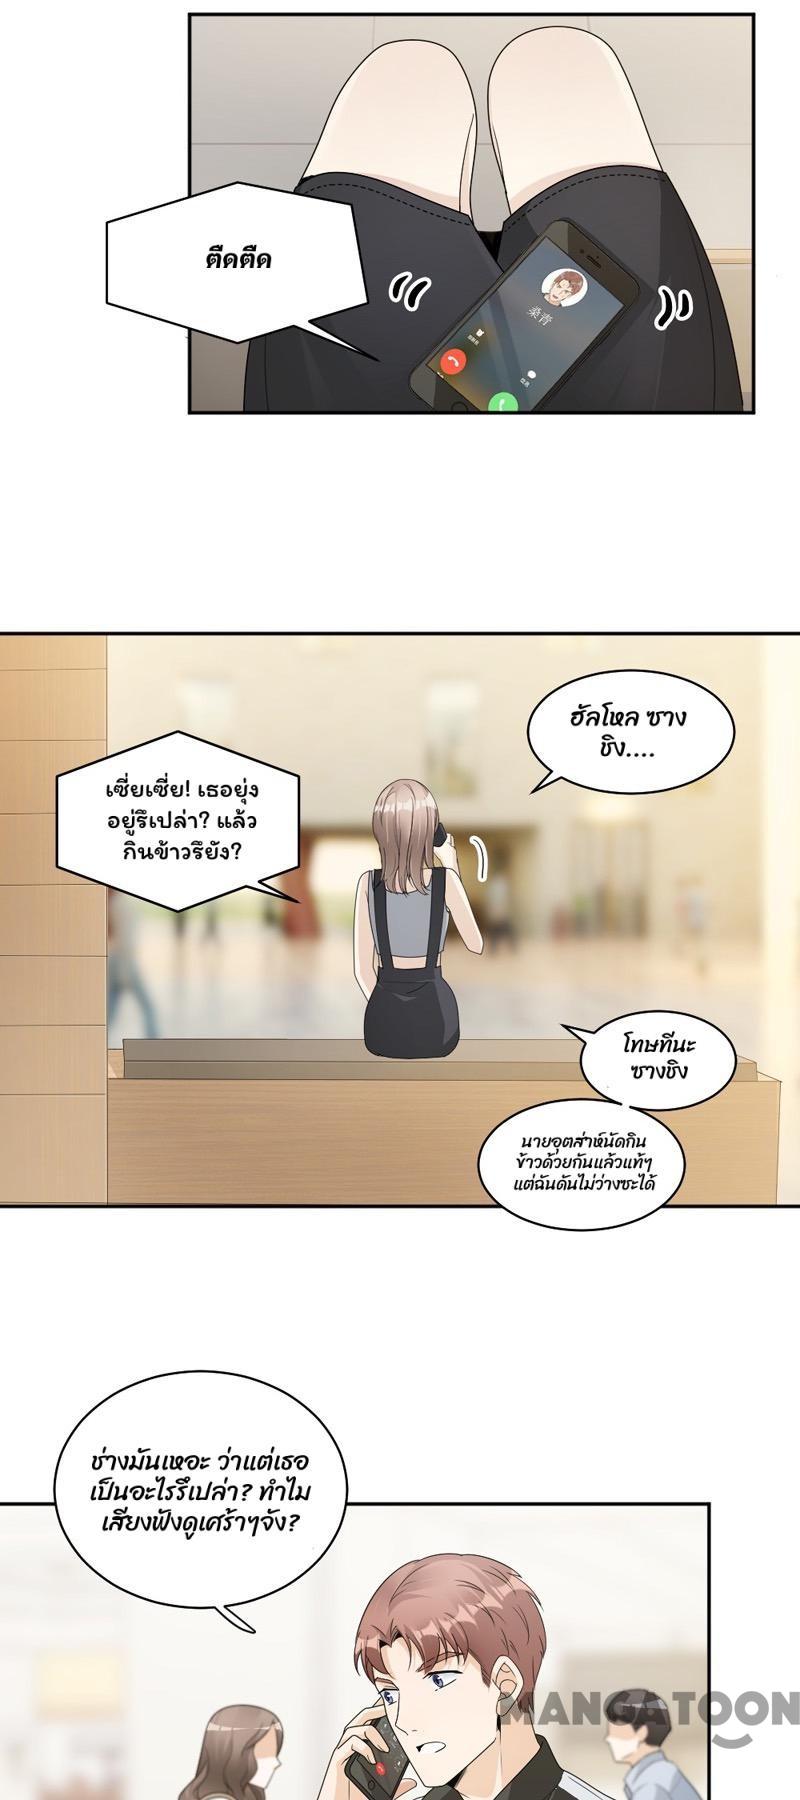 ตืดตืด
桑青
ฮัลโหล ซาง
ชิง....
เซี่ยเซี่ย! เธอยุ่ง
อยู่รึเปล่า? แล้ว
กินข้าวรึยัง?
โทษทีนะ
ซางชิง
นายอุตส่าห์นัดกิน
ข้าวด้วยกันแล้วแท้ๆ
แต่ฉันดันไม่ว่างซะได้
ช่างมันเหอะ ว่าแต่เธอ
เป็นอะไรรึเปล่า? ทำไม
เสียงฟังดูเศร้าๆจัง?
MANGATOON